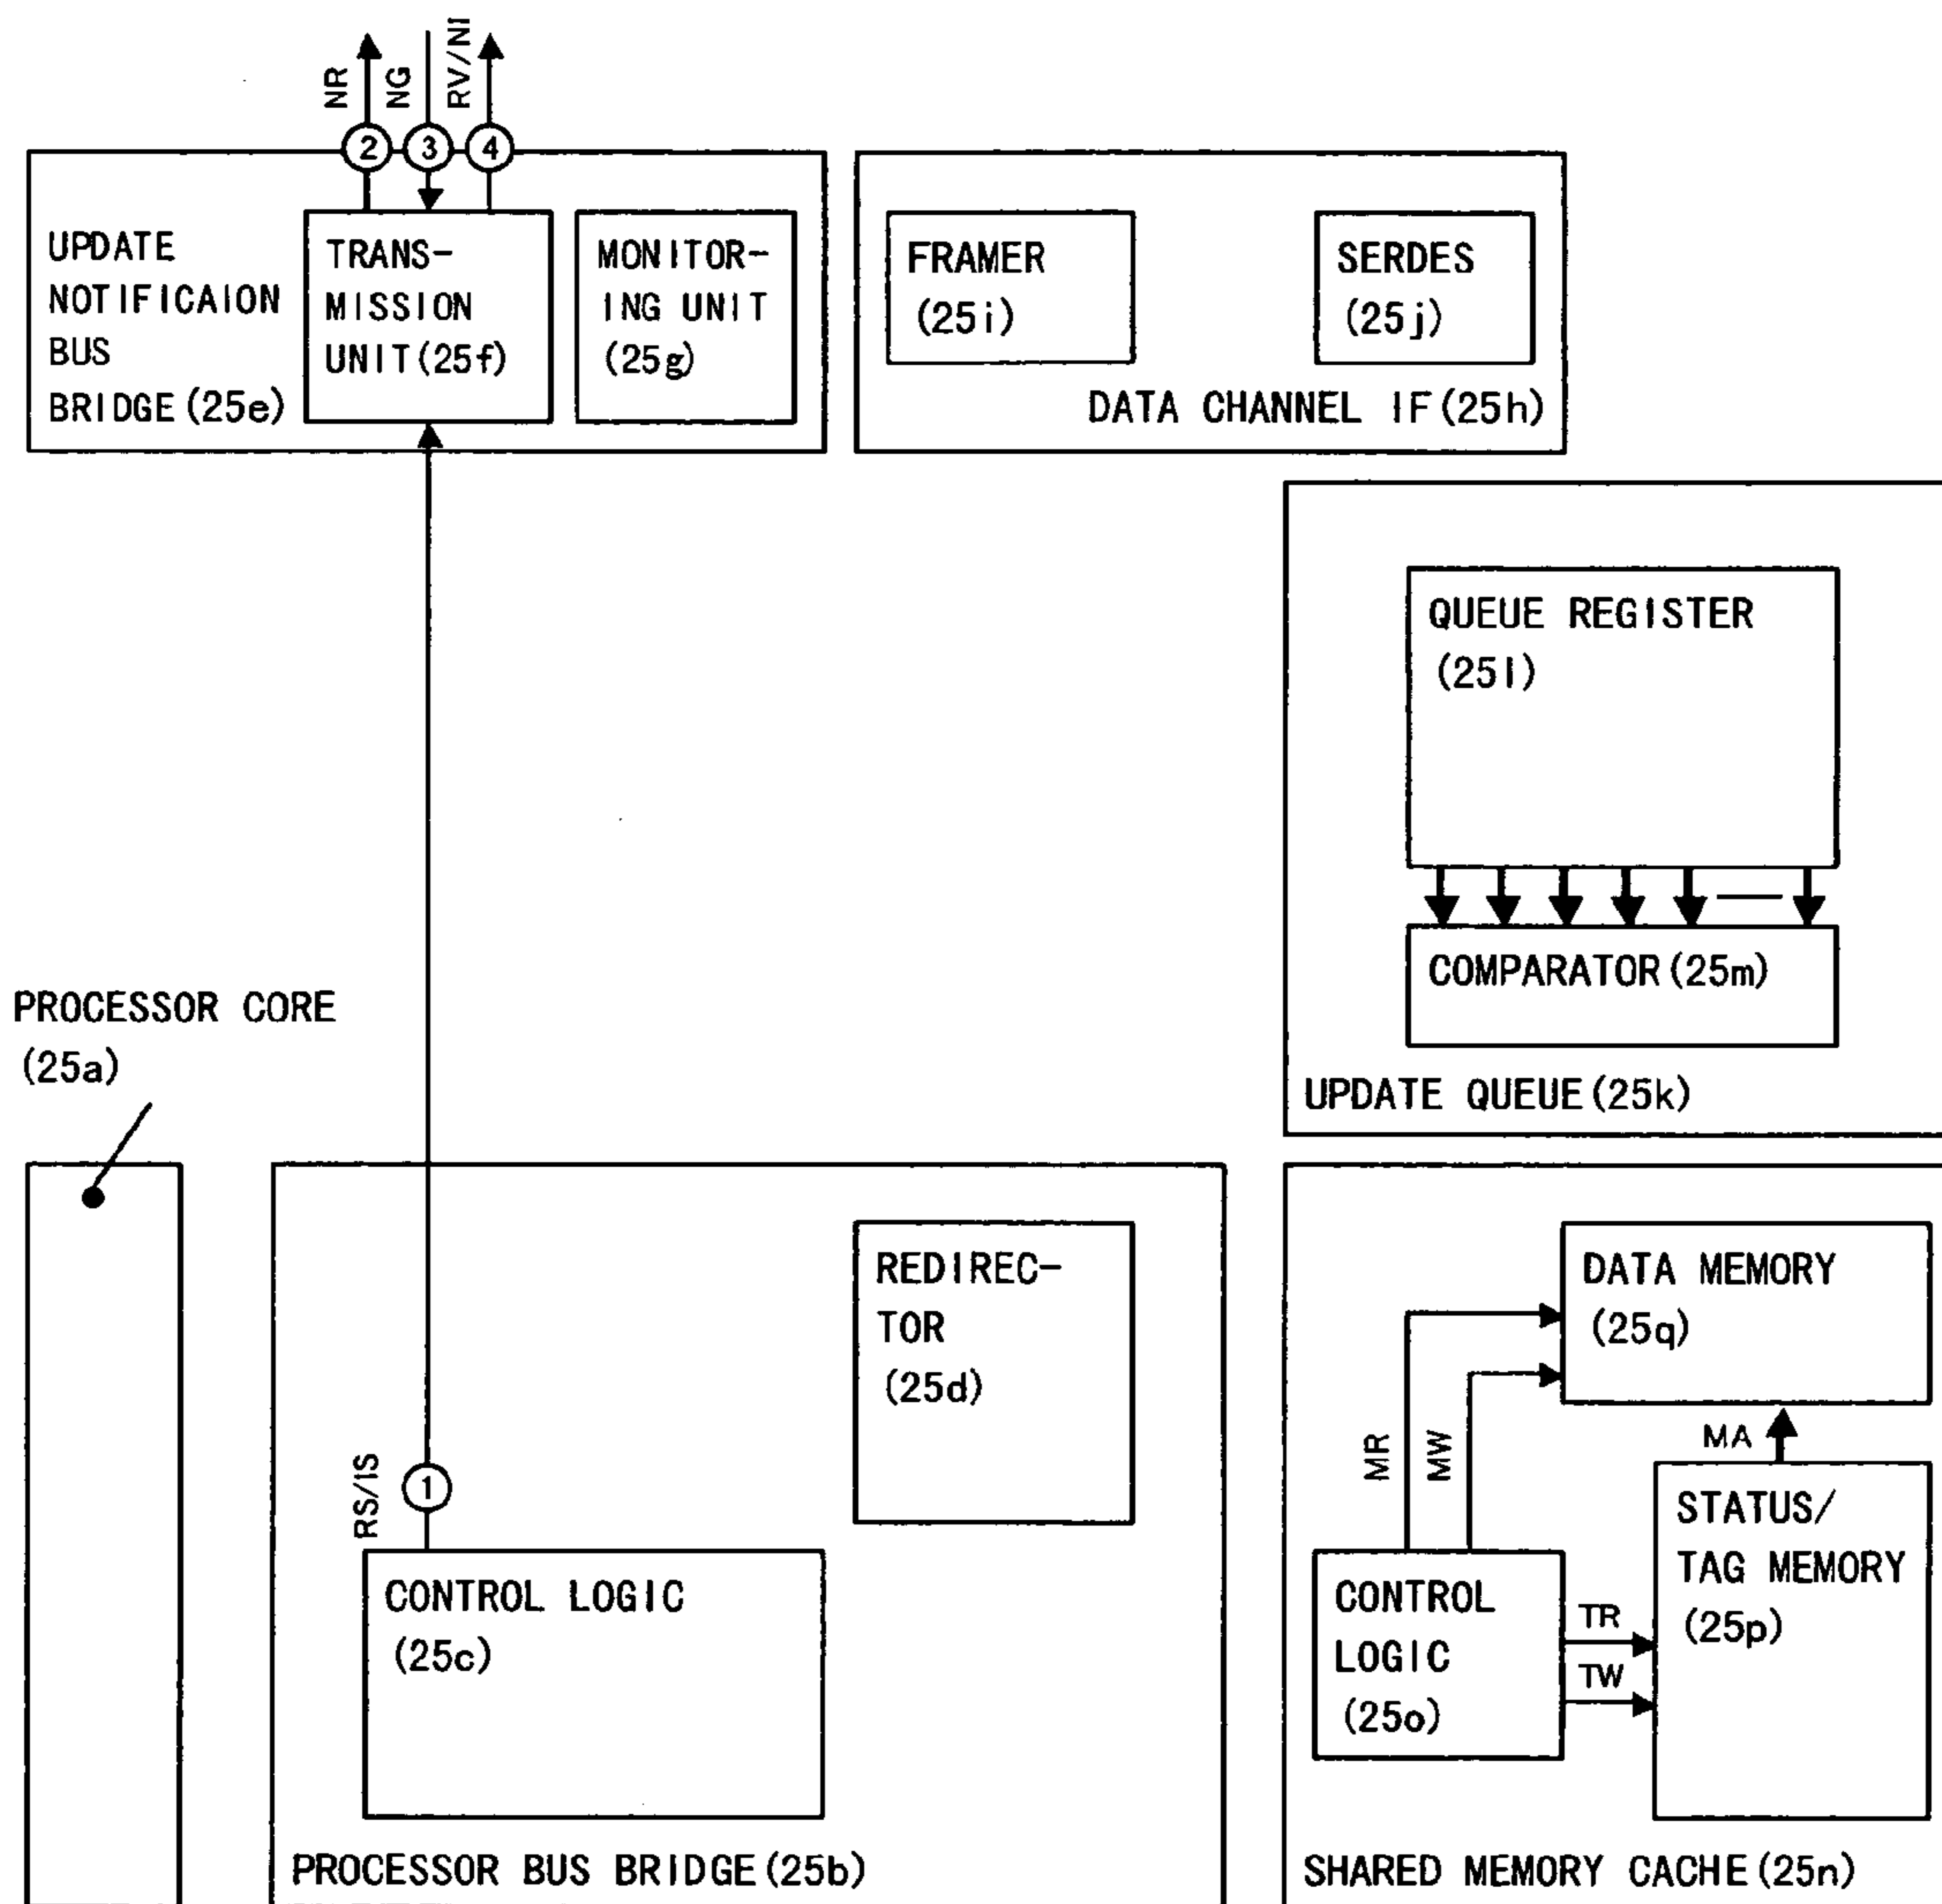 NR
NG
RV/NI
2
3
4
UPDATE
NOTIFICAION
BUS
BRIDGE(25e)
TRANS-
MISSION
UNIT(25f)
MONITOR-
ING UNIT
(25g)
FRAMER
(25i)
SERDES
(25j)
DATA CHANNEL IF(25h)
QUEUE REGISTER
(25l)
COMPARATOR(25m)
UPDATE QUEUE(25k)
PROCESSOR CORE
(25a)
REDIREC-
TOR
(25d)
RS/IS
1
CONTROL LOGIC
(25c)
PROCESSOR BUS BRIDGE(25b)
DATA MEMORY
(25q)
MR
MW
MA
STATUS/
TAG MEMORY
(25p)
CONTROL
LOGIC
(25o)
TR
TW
SHARED MEMORY CACHE(25n)